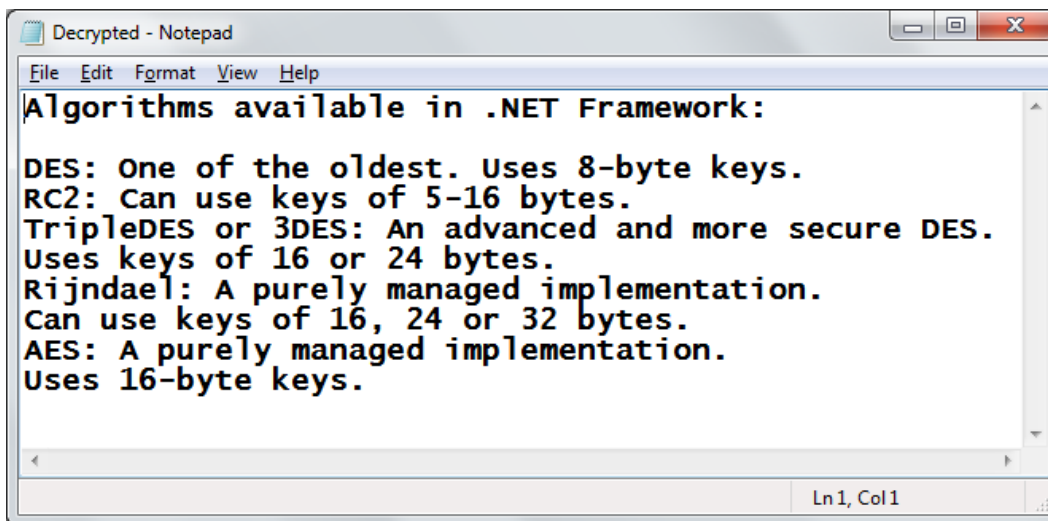 Decrypted - Notepad
File Edit Format View Help
Algorithms available in .NET Framework:
DES: One of the oldest. Uses 8-byte keys.
RC2: Can use keys of 5-16 bytes.
TripleDES or 3DES: An advanced and more secure DES.
Uses keys of 16 or 24 bytes.
Rijndael: A purely managed implementation.
Can use keys of 16, 24 or 32 bytes.
AES: A purely managed implementation.
Uses 16-byte keys.
Ln 1, Col 1